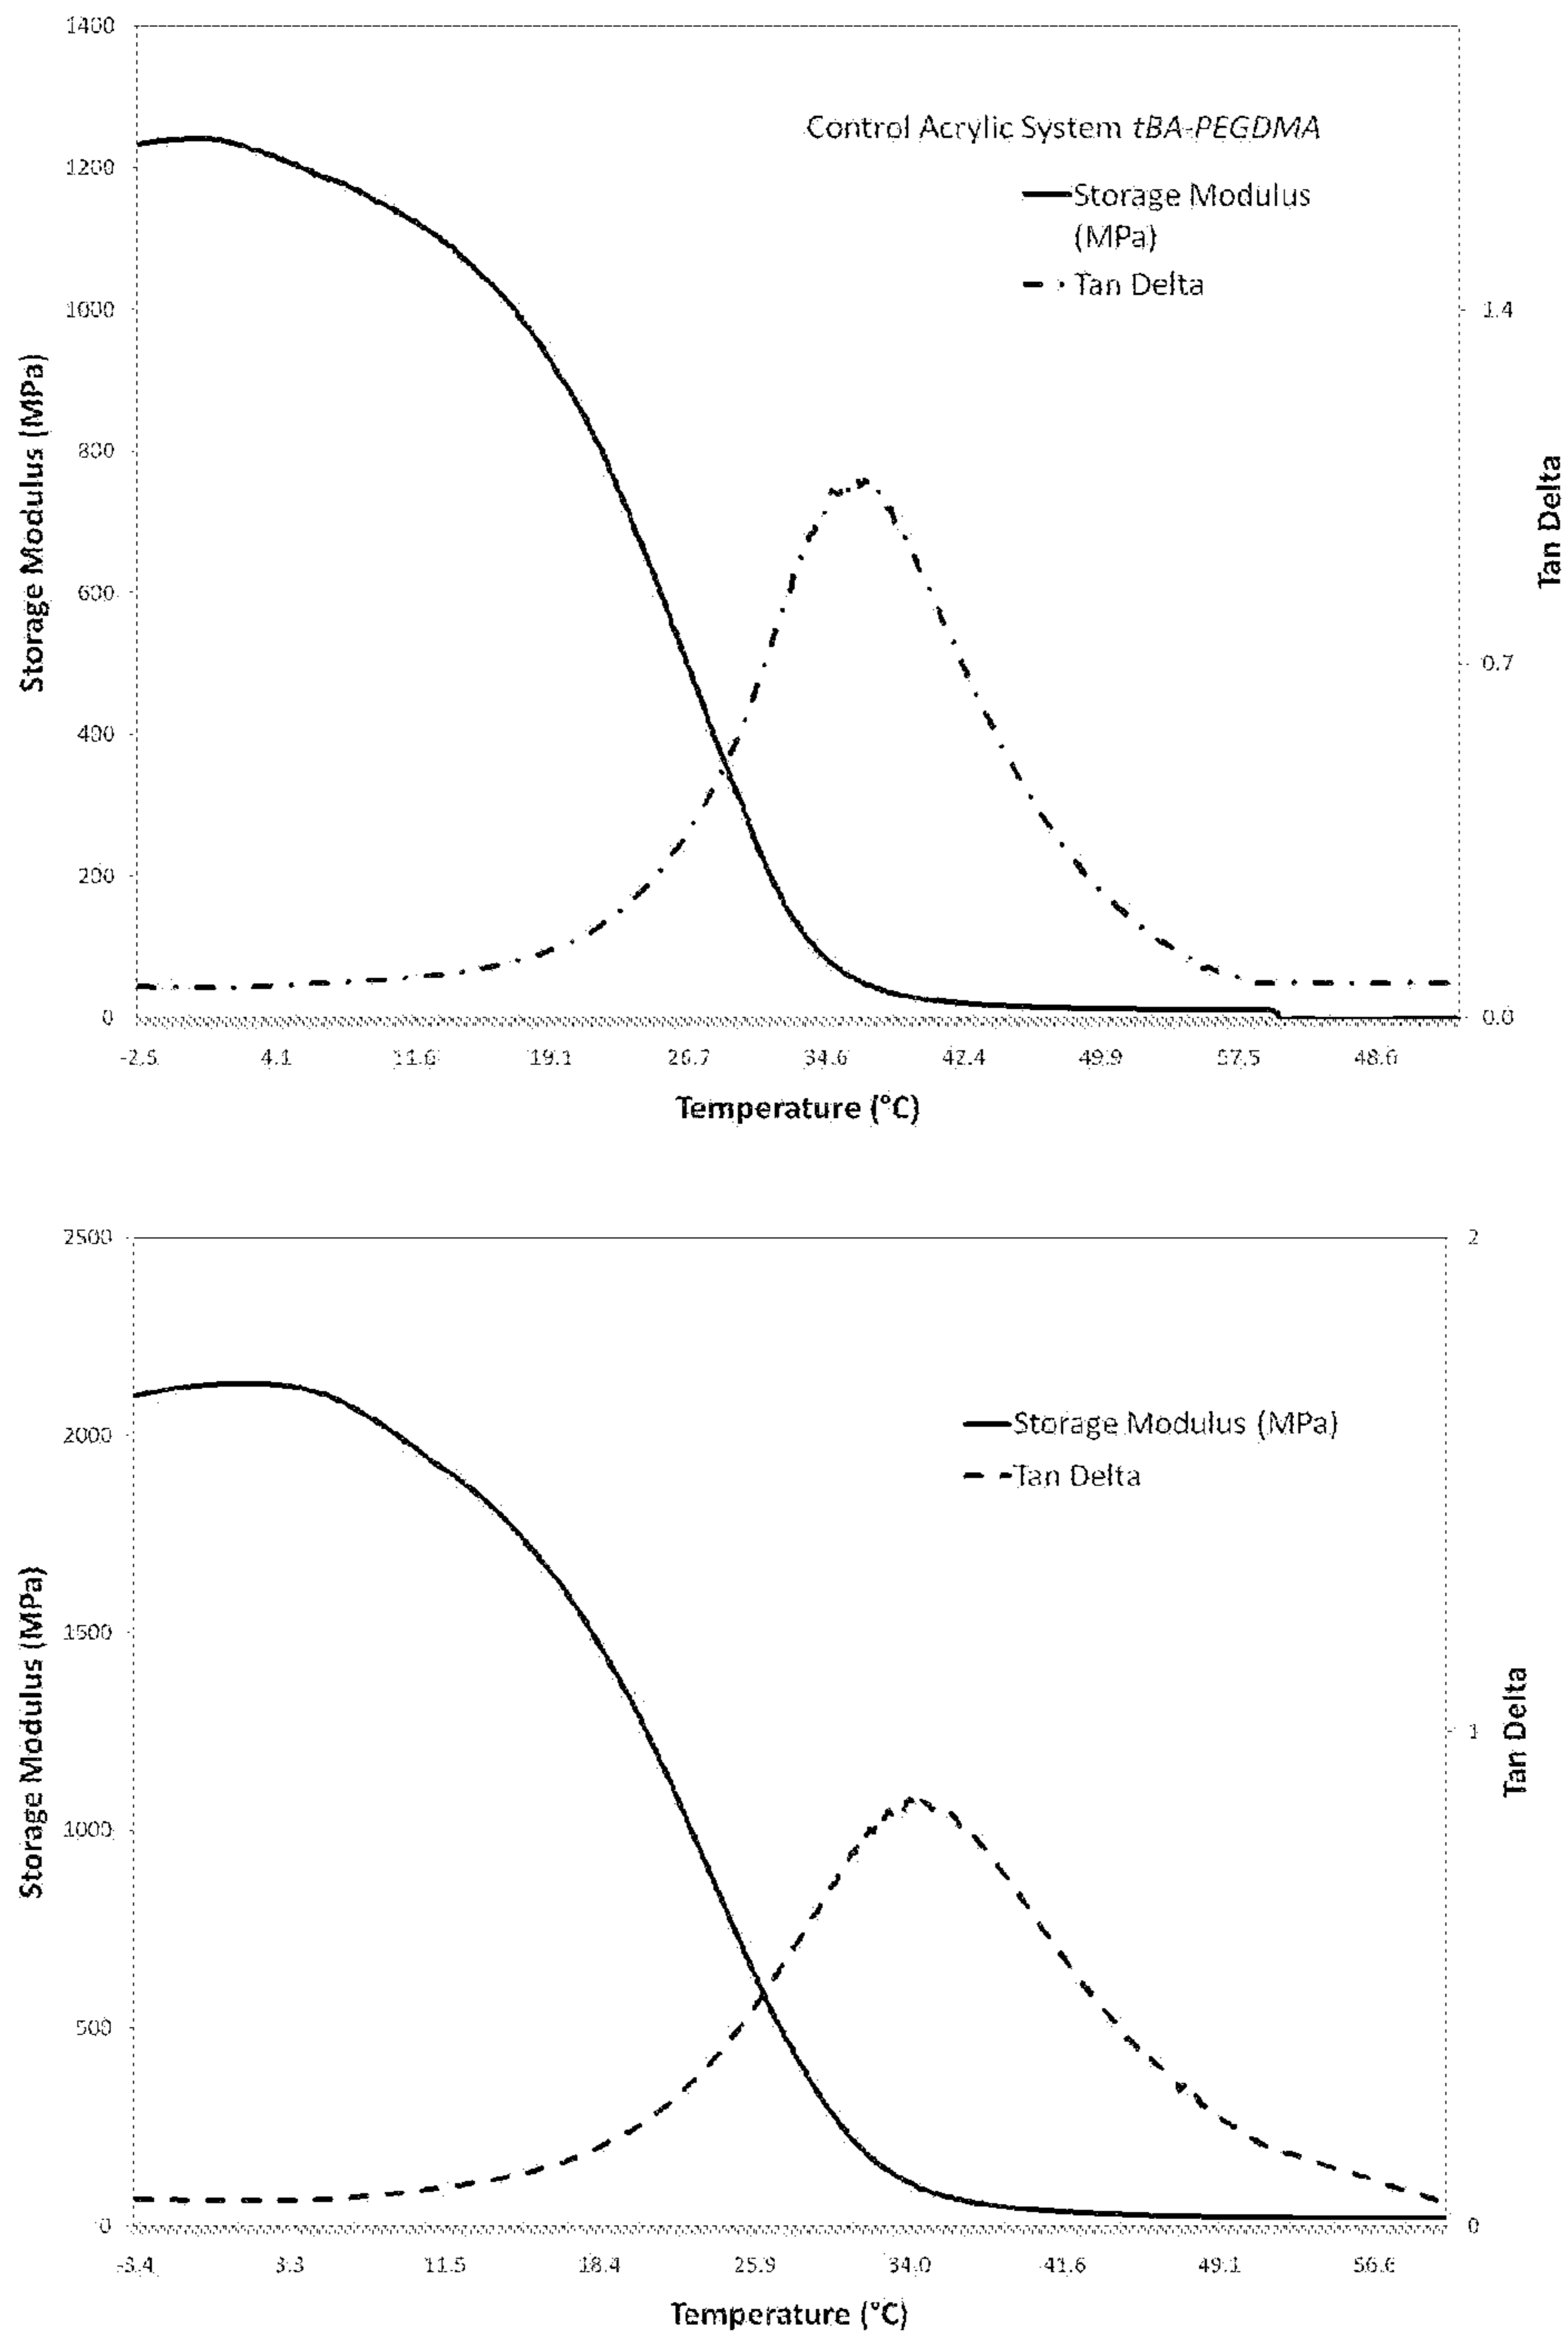 1400
1200
1000
800
600
400
200
0
Storage Modulus (MPa)
Control Acrylic System tBA-PEGDMA
Storage Modulus
(MPa)
Tan Delta
1.4
0.7
0.0
Tan Delta
-2.5 4.1 11.6 19.1 26.7 34.6 42.4 49.9 57.5 48.6
Temperature (°C)
2500
2000
1500
1000
500
0
Storage Modulus (MPa)
Storage Modulus (MPa)
Tan Delta
2
1
0
Tan Delta
-3.4 3.3 11.5 18.4 25.9 34.0 41.6 49.1 56.6
Temperature (°C)